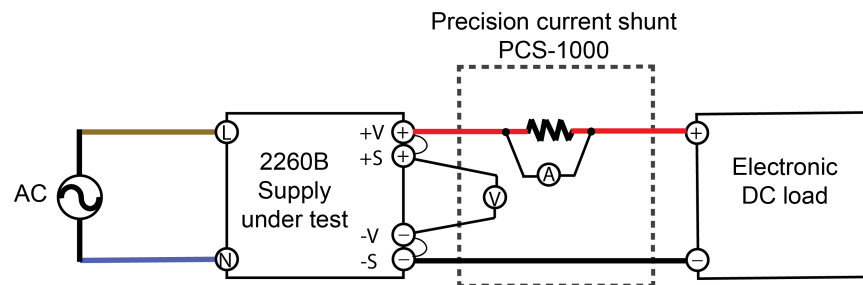 Precision current shunt
PCS-1000
AC
L
N
2260B
Supply
under test
+V
+S
-V
-S
+
+
−
−
V
A
+
−
Electronic
DC load